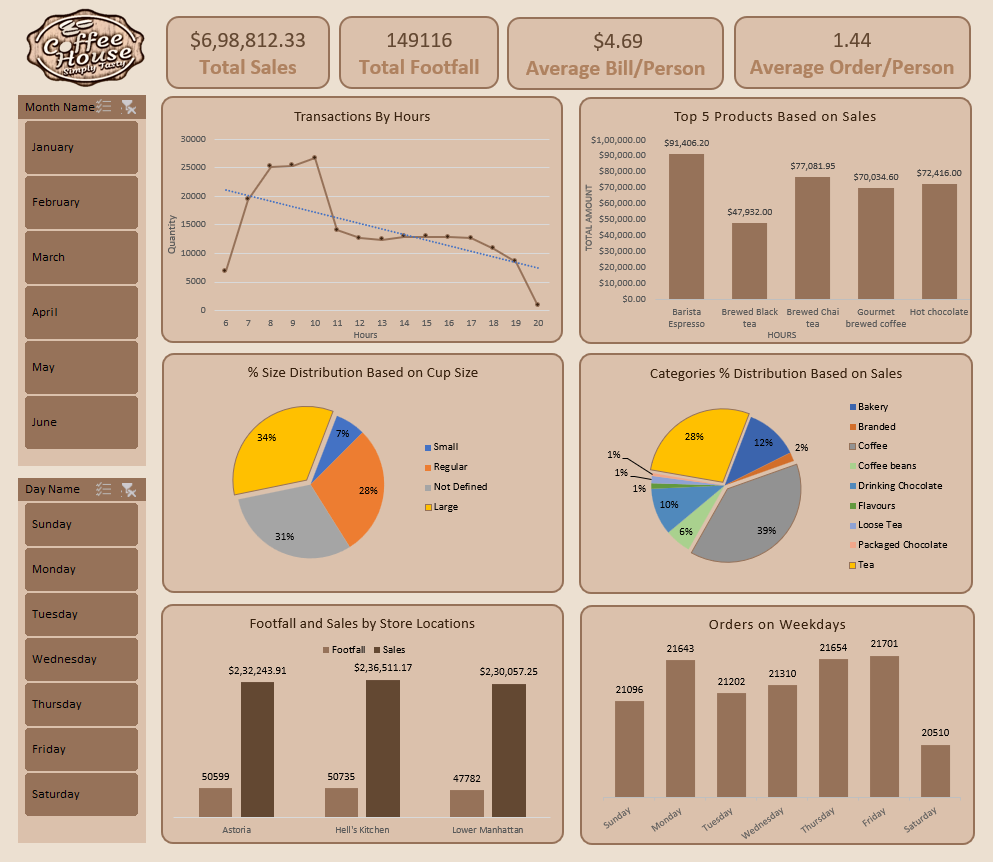 Coffee
House
Simply Tasty
$6,98,812.33
Total Sales
149116
Total Footfall
$4.69
Average Bill/Person
1.44
Average Order/Person
Month Name
January
February
March
April
May
June
Day Name
Sunday
Monday
Tuesday
Wednesday
Thursday
Friday
Saturday
Transactions By Hours
30000
25000
20000
15000
10000
5000
0
Quantity
6 7 8 9 10 11 12 13 14 15 16 17 18 19 20
Hours
Top 5 Products Based on Sales
$1,00,000.00
$90,000.00
$80,000.00
$70,000.00
$60,000.00
$50,000.00
$40,000.00
$30,000.00
$20,000.00
$10,000.00
$0.00
TOTAL AMOUNT
$91,406.20
$47,932.00
$77,081.95
$70,034.60
$72,416.00
Barista
Espresso
Brewed Black
tea
Brewed Chai
tea
Gourmet
brewed coffee
Hot chocolate
HOURS
% Size Distribution Based on Cup Size
34%
7%
28%
31%
Small
Regular
Not Defined
Large
Categories % Distribution Based on Sales
28%
12%
2%
39%
6%
10%
1%
1%
1%
Bakery
Branded
Coffee
Coffee beans
Drinking Chocolate
Flavours
Loose Tea
Packaged Chocolate
Tea
Footfall and Sales by Store Locations
Footfall Sales
50599
$2,32,243.91
50735
$2,36,511.17
47782
$2,30,057.25
Astoria
Hell's Kitchen
Lower Manhattan
Orders on Weekdays
21096
21643
21202
21310
21654
21701
20510
Sunday
Monday
Tuesday
Wednesday
Thursday
Friday
Saturday